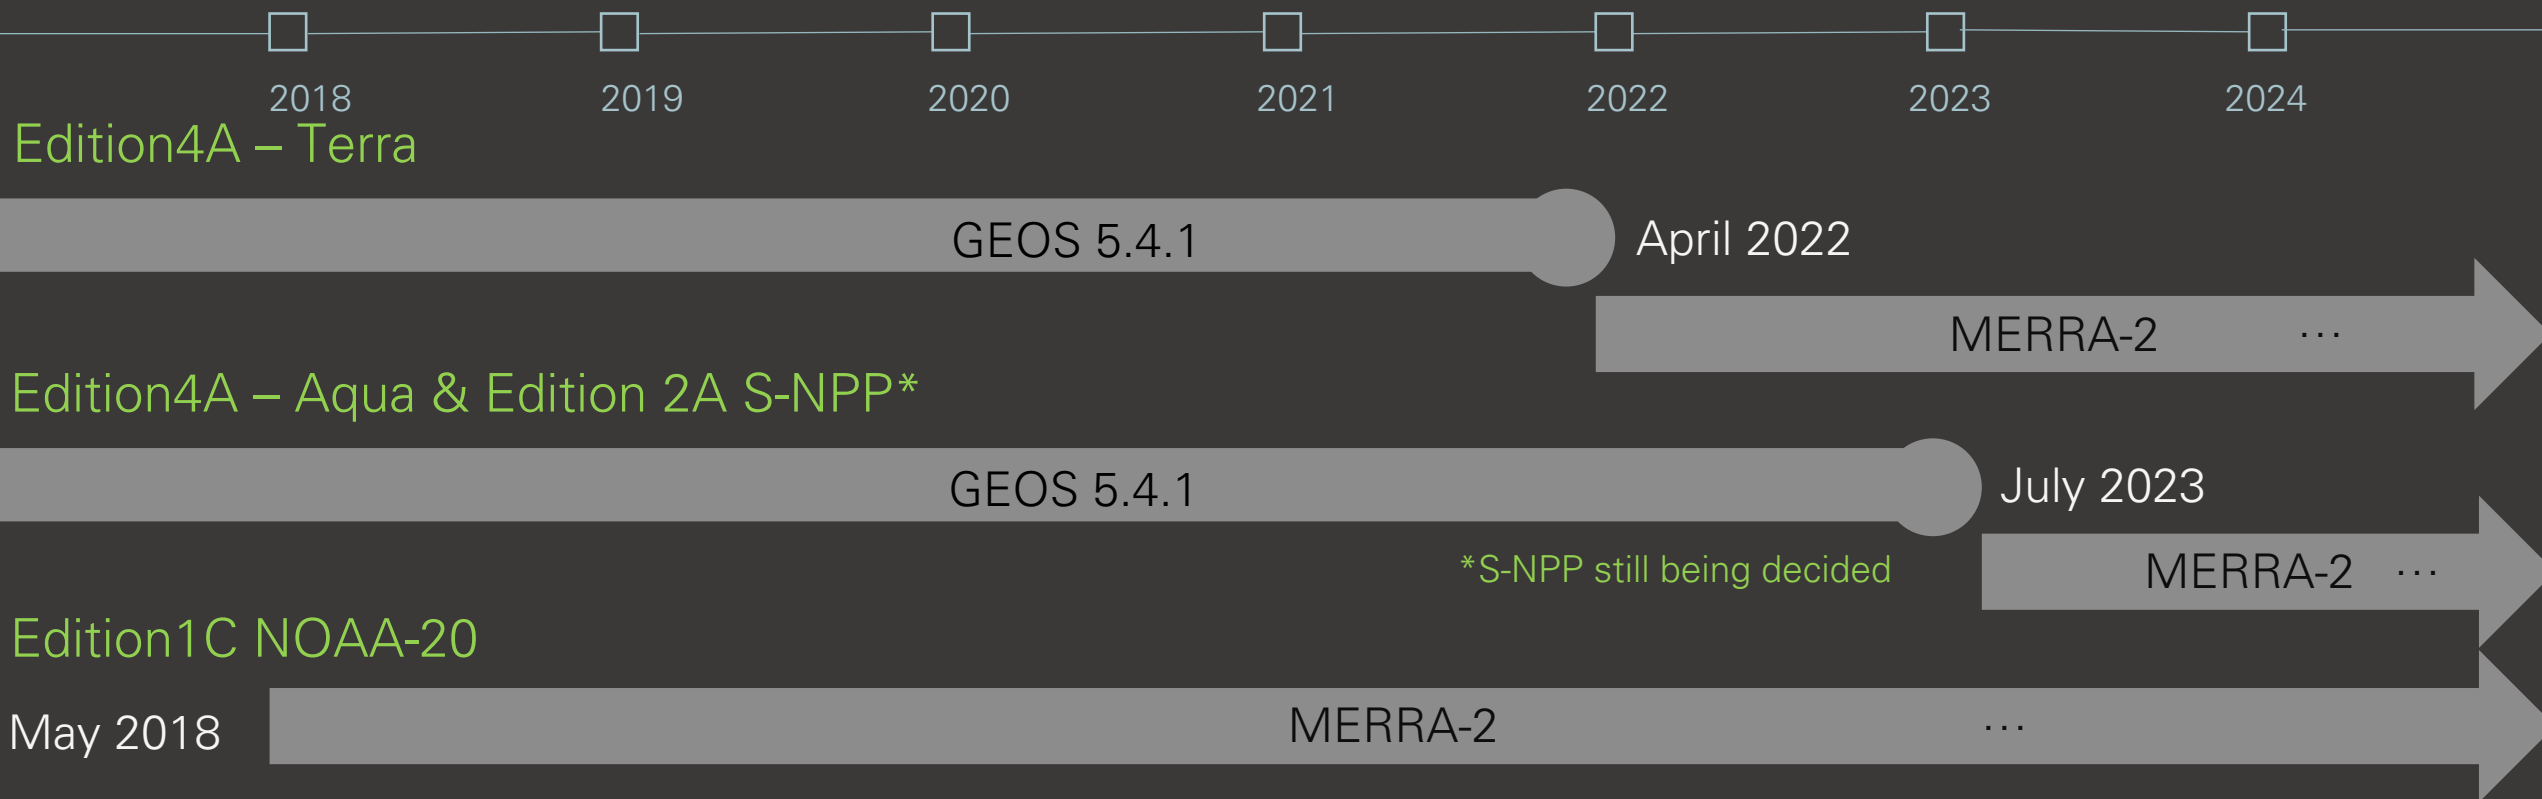 2018 2019 2020 2021 2022 2023 2024
Edition4A – Terra
GEOS 5.4.1 April 2022
MERRA-2 ...
Edition4A – Aqua & Edition 2A S-NPP*
GEOS 5.4.1 July 2023
*S-NPP still being decided MERRA-2 ...
Edition1C NOAA-20
May 2018 MERRA-2 ...